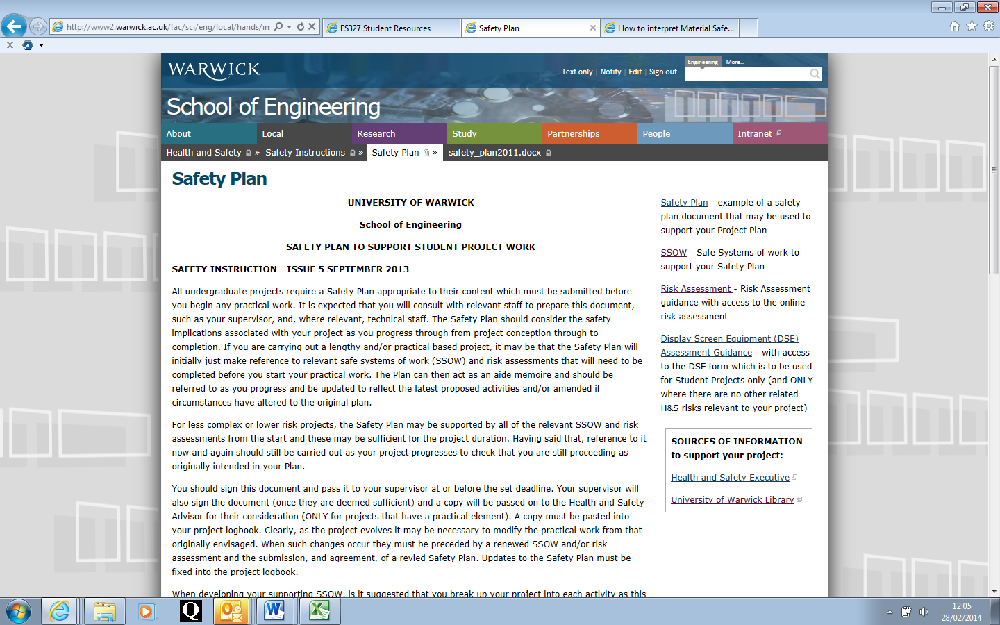 http://www2.warwick.ac.uk/fac/sci/eng/local/hands/in
ES327 Student Resources
Safety Plan
How to interpret Material Safe...
WARWICK
Text only | Notify | Edit | Sign out
Engineering More...
School of Engineering
About Local Research Study Partnerships People Intranet
Health and Safety » Safety Instructions » Safety Plan » safety_plan2011.docx
Safety Plan
UNIVERSITY OF WARWICK
School of Engineering
SAFETY PLAN TO SUPPORT STUDENT PROJECT WORK
SAFETY INSTRUCTION - ISSUE 5 SEPTEMBER 2013
All undergraduate projects require a Safety Plan appropriate to their content which must be submitted before
you begin any practical work. It is expected that you will consult with relevant staff to prepare this document,
such as your supervisor, and, where relevant, technical staff. The Safety Plan should consider the safety
implications associated with your project as you progress through from project conception through to
completion. If you are carrying out a lengthy and/or practical based project, it may be that the Safety Plan will
initially just make reference to relevant safe systems of work (SSOW) and risk assessments that will need to be
completed before you start your practical work. The Plan can then act as an aide memoire and should be
referred to as you progress and be updated to reflect the latest proposed activities and/or amended if
circumstances have altered to the original plan.
For less complex or lower risk projects, the Safety Plan may be supported by all of the relevant SSOW and risk
assessments from the start and these may be sufficient for the project duration. Having said that, reference to it
now and again should still be carried out as your project progresses to check that you are still proceeding as
originally intended in your Plan.
You should sign this document and pass it to your supervisor at or before the set deadline. Your supervisor will
also sign the document (once they are deemed sufficient) and a copy will be passed on to the Health and Safety
Advisor for their consideration (ONLY for projects that have a practical element). A copy must be pasted into
your project logbook. Clearly, as the project evolves it may be necessary to modify the practical work from that
originally envisaged. When such changes occur they must be preceded by a renewed SSOW and/or risk
assessment and the submission, and agreement, of a revied Safety Plan. Updates to the Safety Plan must be
fixed into the project logbook.
When developing your supporting SSOW, is it suggested that you break up your project into each activity as this
Safety Plan - example of a safety
plan document that may be used to
support your Project Plan
SSOW - Safe Systems of work to
support your Safety Plan
Risk Assessment - Risk Assessment
guidance with access to the online
risk assessment
Display Screen Equipment (DSE)
Assessment Guidance - with access
to the DSE form which is to be used
for Student Projects only (and ONLY
where there are no other related
H&S risks relevant to your project)
SOURCES OF INFORMATION
to support your project:
Health and Safety Executive
University of Warwick Library
12:05
28/02/2014